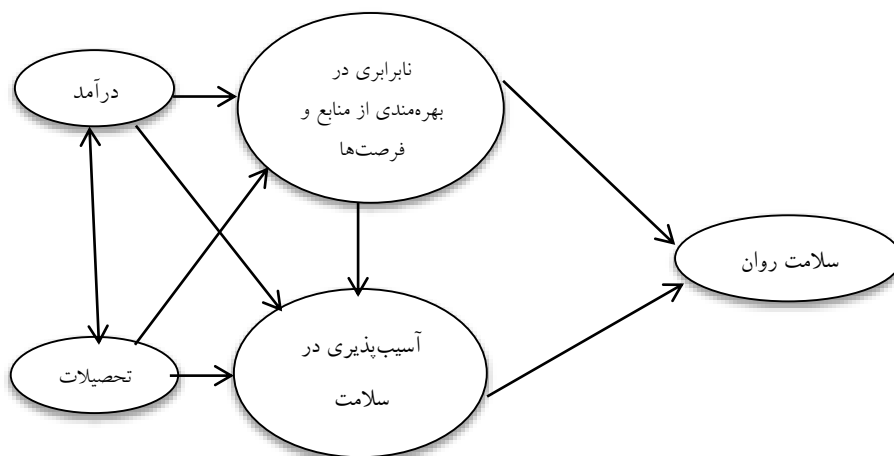 درآمد
نابرابری در
بهره‌مندی از منابع و
فرصت‌ها
سلامت روان
تحصیلات
آسیب‌پذیری در
سلامت